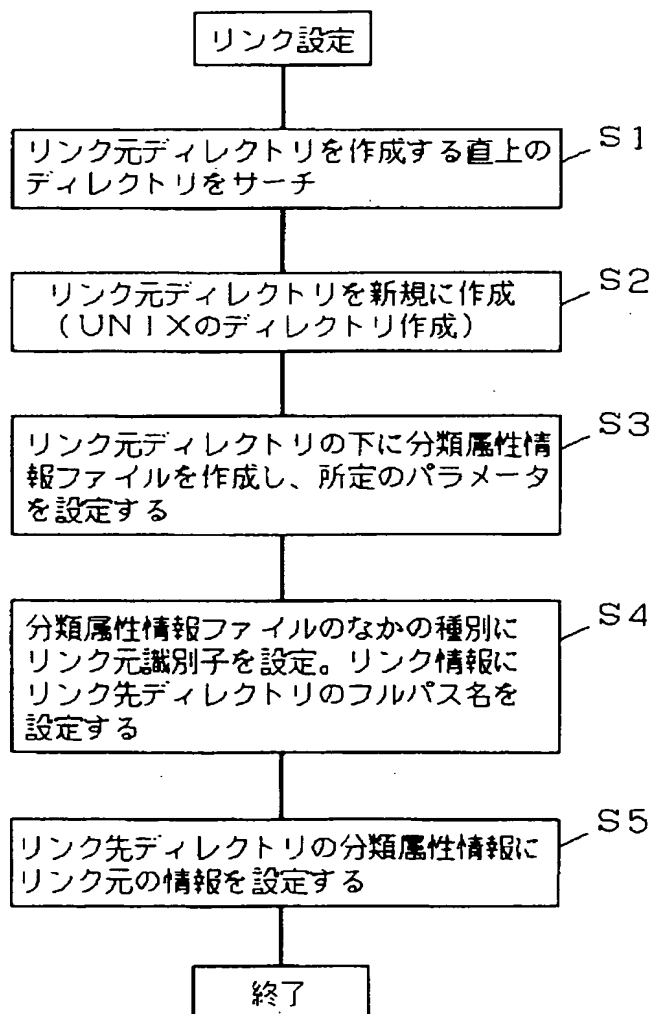 リンク設定
S1
リンク元ディレクトリを作成する直上の
ディレクトリをサーチ
S2
リンク元ディレクトリを新規に作成
(UNIXのディレクトリ作成)
S3
リンク元ディレクトリの下に分類属性情
報ファイルを作成し、所定のパラメータ
を設定する
S4
分類属性情報ファイルのなかの種別に
リンク元識別子を設定。リンク情報に
リンク先ディレクトリのフルパス名を
設定する
S5
リンク先ディレクトリの分類属性情報に
リンク元の情報を設定する
終了